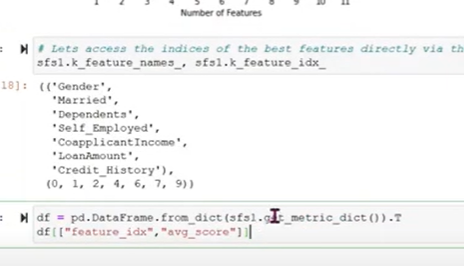 1 2 3 4 5 6 7 8 9 10 11
Number of Features
# Lets access the indices of the best features directly via th
sfs1.k_feature_names_, sfs1.k_feature_idx_
18]: (('Gender',
'Married',
'Dependents',
'Self_Employed',
'CoapplicantIncome',
'LoanAmount',
'Credit_History'),
(0, 1, 2, 4, 6, 7, 9))
df = pd.DataFrame.from_dict(sfs1.get_metric_dict()).T
df[["feature_idx","avg_score"]]